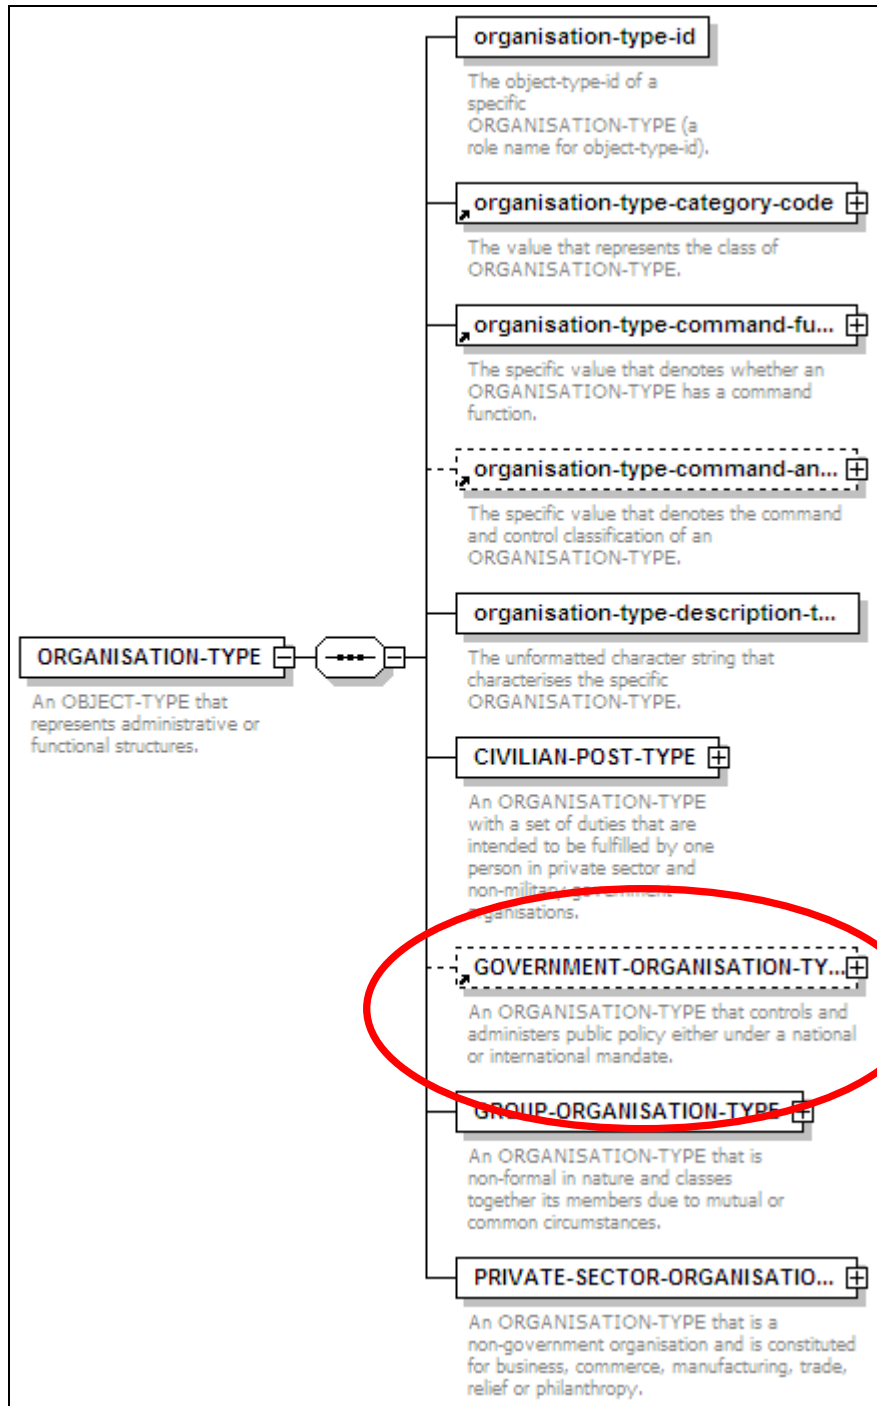 organisation-type-id
The object-type-id of a
specific
ORGANISATION-TYPE (a
role name for object-type-id).
organisation-type-category-code
The value that represents the class of
ORGANISATION-TYPE.
organisation-type-command-fu...
The specific value that denotes whether an
ORGANISATION-TYPE has a command
function.
organisation-type-command-an...
The specific value that denotes the command
and control classification of an
ORGANISATION-TYPE.
organisation-type-description-t...
The unformatted character string that
characterises the specific
ORGANISATION-TYPE.
ORGANISATION-TYPE
An OBJECT-TYPE that
represents administrative or
functional structures.
CIVILIAN-POST-TYPE
An ORGANISATION-TYPE
with a set of duties that are
intended to be fulfilled by one
person in private sector and
non-military government
organisations.
GOVERNMENT-ORGANISATION-TY...
An ORGANISATION-TYPE that controls and
administers public policy either under a national
or international mandate.
GROUP-ORGANISATION-TYPE
An ORGANISATION-TYPE that is
non-formal in nature and classes
together its members due to mutual or
common circumstances.
PRIVATE-SECTOR-ORGANISATIO...
An ORGANISATION-TYPE that is a
non-government organisation and is constituted
for business, commerce, manufacturing, trade,
relief or philanthropy.